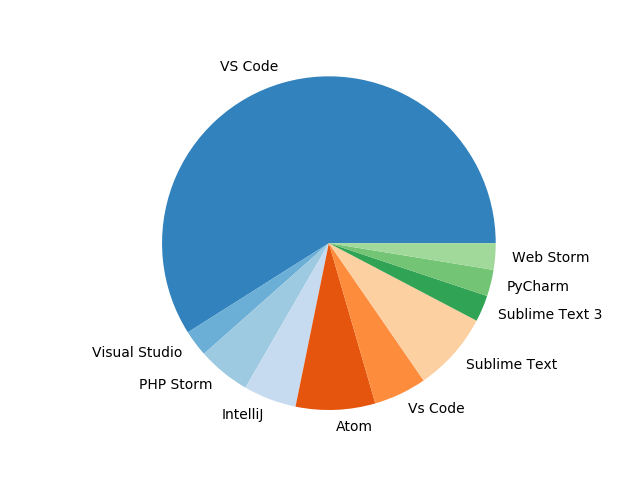 VS Code
Web Storm
PyCharm
Sublime Text 3
Visual Studio
Sublime Text
PHP Storm
Vs Code
IntelliJ
Atom